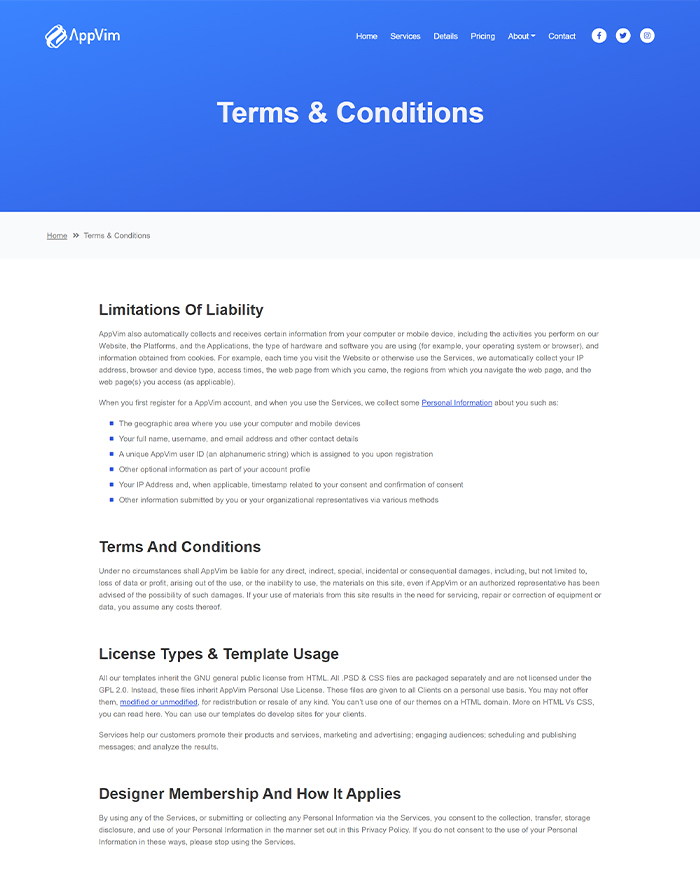 AppVim
Home Services Details Pricing About Contact
Terms & Conditions
Home Terms & Conditions
Limitations Of Liability
AppVim also automatically collects and receives certain information from your computer or mobile device, including the activities you perform on our
Website, the Platforms, and the Applications, the type of hardware and software you are using (for example, your operating system or browser), and
information obtained from cookies. For example, each time you visit the Website or otherwise use the Services, we automatically collect your IP
address, browser and device type, access times, the web page from which you came, the regions from which you navigate the web page, and the
web page(s) you access (as applicable).
When you first register for a AppVim account, and when you use the Services, we collect some Personal Information about you such as:
The geographic area where you use your computer and mobile devices
Your full name, username, and email address and other contact details
A unique AppVim user ID (an alphanumeric string) which is assigned to you upon registration
Other optional information as part of your account profile
Your IP Address and, when applicable, timestamp related to your consent and confirmation of consent
Other information submitted by you or your organizational representatives via various methods
Terms And Conditions
Under no circumstances shall AppVim be liable for any direct, indirect, special, incidental or consequential damages, including, but not limited to,
loss of data or profit, arising out of the use, or the inability to use, the materials on this site, even if AppVim or an authorized representative has been
advised of the possibility of such damages. If your use of materials from this site results in the need for servicing, repair or correction of equipment or
data, you assume any costs thereof.
License Types & Template Usage
All our templates inherit the GNU general public license from HTML. All .PSD & CSS files are packaged separately and are not licensed under the
GPL 2.0. Instead, these files inherit AppVim Personal Use License. These files are given to all Clients on a personal use basis. You may not offer
them, modified or unmodified, for redistribution or resale of any kind. You can't use one of our themes on a HTML domain. More on HTML Vs CSS,
you can read here. You can use our templates do develop sites for your clients.
Services help our customers promote their products and services, marketing and advertising; engaging audiences; scheduling and publishing
messages; and analyze the results.
Designer Membership And How It Applies
By using any of the Services, or submitting or collecting any Personal Information via the Services, you consent to the collection, transfer, storage
disclosure, and use of your Personal Information in the manner set out in this Privacy Policy. If you do not consent to the use of your Personal
Information in these ways, please stop using the Services.